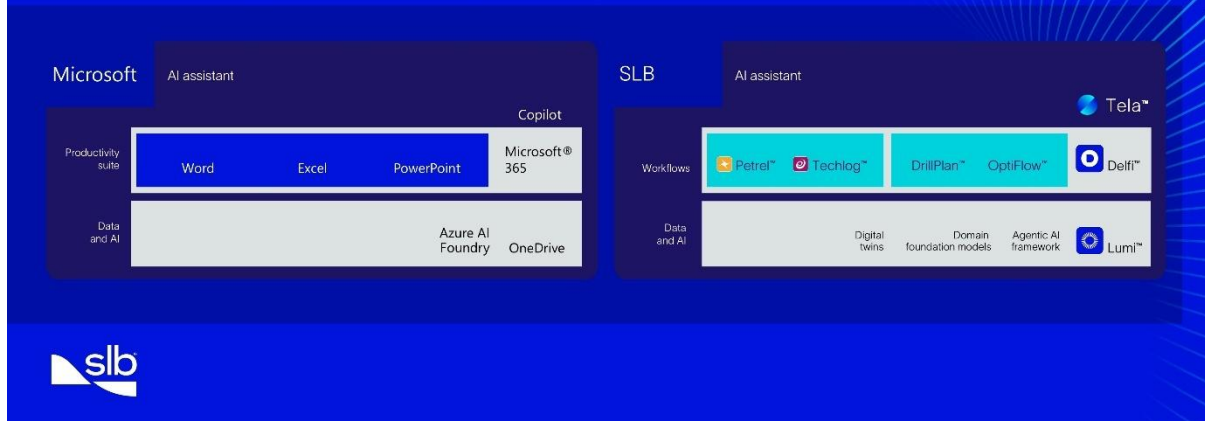 Microsoft
AI assistant
Copilot
Productivity
suite
Word
Excel
PowerPoint
Microsoft®
365
Data
and AI
Azure AI
Foundry
OneDrive
SLB
AI assistant
Tela™
Workflows
Petrel™
Techlog™
DrillPlan™
OptiFlow™
Delfi™
Data
and AI
Digital
twins
Domain
foundation models
Agentic AI
framework
Lumi™
slb